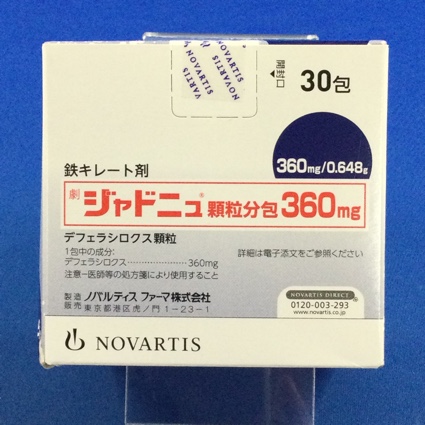 NOVARTIS
開封口
30包
360mg/0.648g
鉄キレート剤
劇 ジャドニュ® 顆粒分包 360mg
デフェラシロクス顆粒
1包中の成分:
デフェラシロクス……………………360mg
詳細は電子添文をご参照ください
注意-医師等の処方箋により使用すること
製造販売 ノバルティス ファーマ株式会社
東京都港区虎ノ門1-23-1
NOVARTIS DIRECT
0120-003-293
www.novartis.co.jp
NOVARTIS